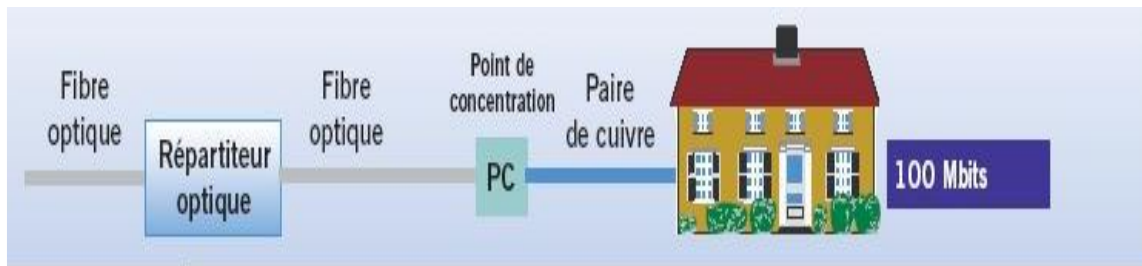 Fibre
optique
Répartiteur
optique
Fibre
optique
Point de
concentration
PC
Paire
de cuivre
100 Mbits